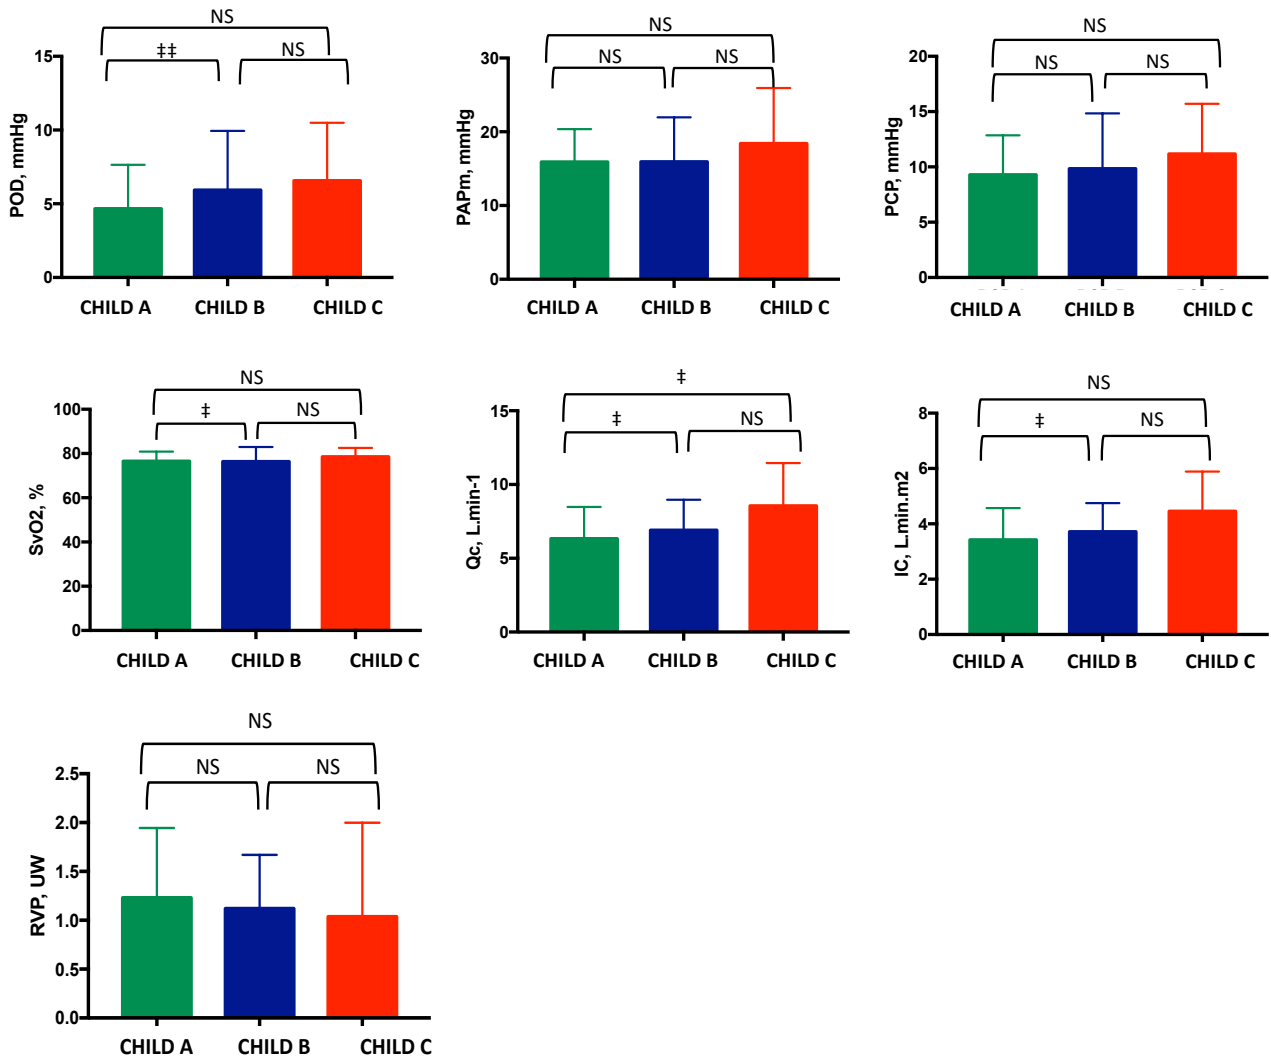 NS
‡‡
NS
15
10
5
0
POD, mmHg
CHILD A
CHILD B
CHILD C
NS
NS
NS
30
20
10
0
PAPm, mmHg
CHILD A
CHILD B
CHILD C
NS
NS
NS
20
15
10
5
0
PCP, mmHg
CHILD A
CHILD B
CHILD C
NS
‡
NS
100
80
60
40
20
0
SvO2, %
CHILD A
CHILD B
CHILD C
‡
‡
NS
15
10
5
0
Qc, L.min-1
CHILD A
CHILD B
CHILD C
NS
‡
NS
8
6
4
2
0
IC, L.min.m2
CHILD A
CHILD B
CHILD C
NS
NS
NS
2.5
2.0
1.5
1.0
0.5
0.0
RVP, UW
CHILD A
CHILD B
CHILD C